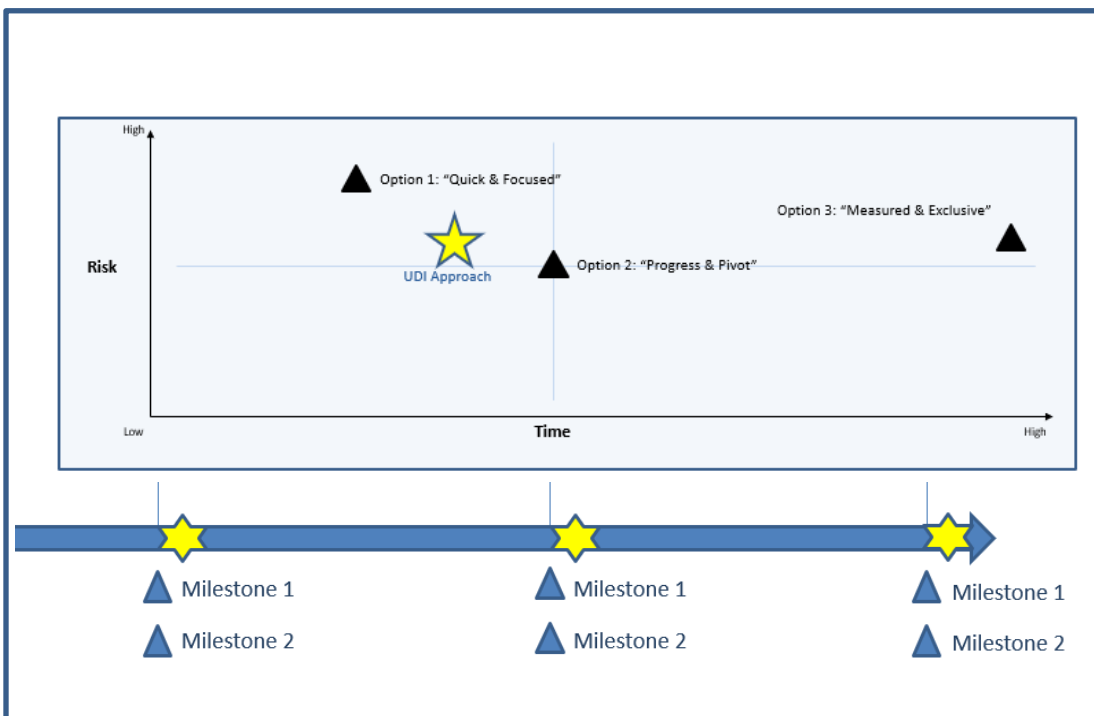 High
Option 1: “Quick & Focused”
Option 3: “Measured & Exclusive”
Risk
UDI Approach
Option 2: “Progress & Pivot”
Low
Time
High
Milestone 1
Milestone 1
Milestone 1
Milestone 2
Milestone 2
Milestone 2